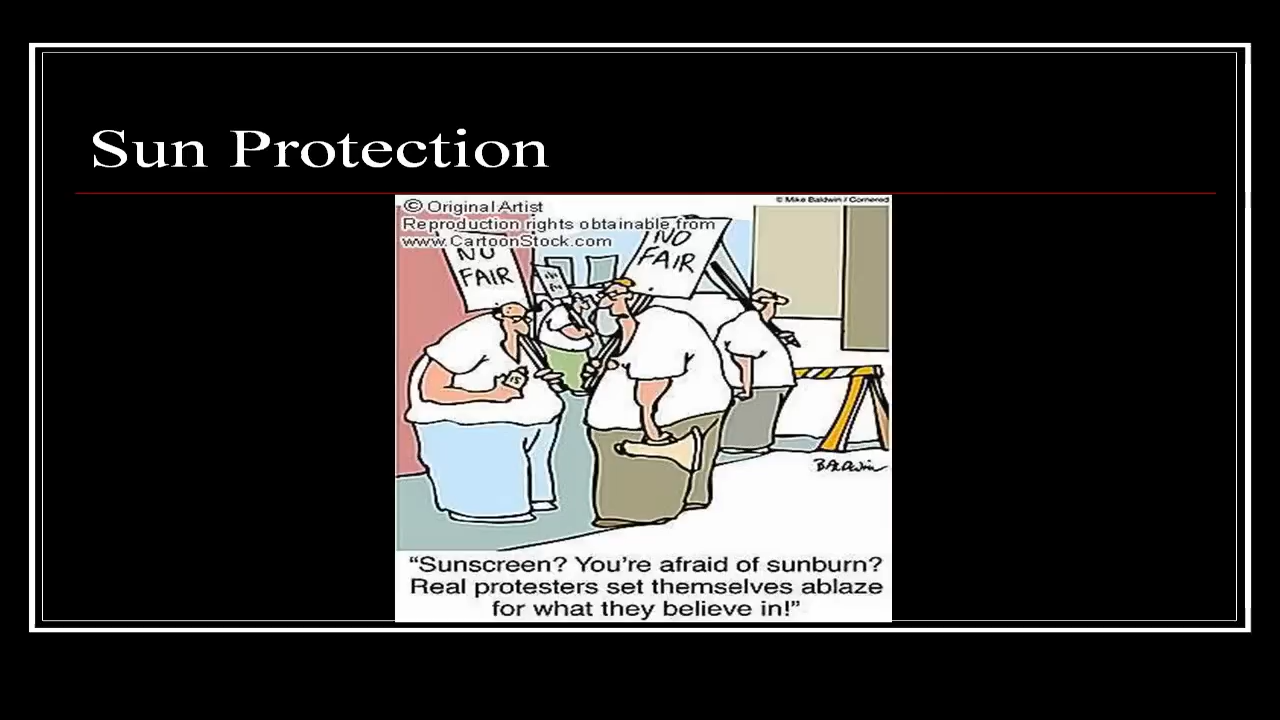 Sun Protection
© Original Artist
Reproduction rights obtainable from
www.CartoonStock.com
© Mike Baldwin / Cornered
NO
FAIR
NO
FAIR
15
BALDWIN
“Sunscreen? You’re afraid of sunburn?
Real protesters set themselves ablaze
for what they believe in!”